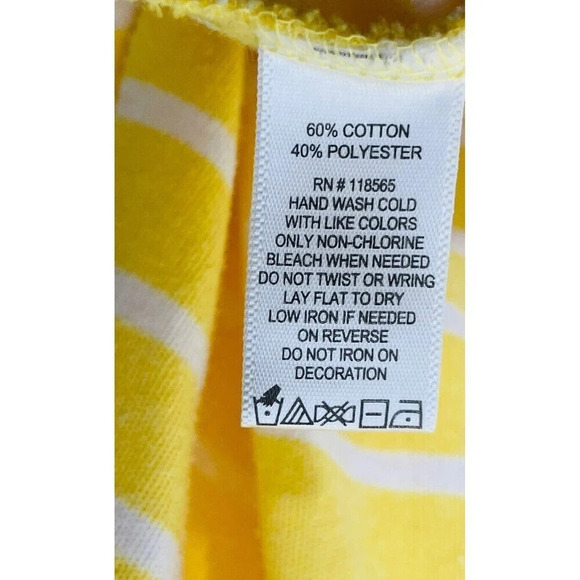 60% COTTON
40% POLYESTER
RN # 118565
HAND WASH COLD
WITH LIKE COLORS
ONLY NON-CHLORINE
BLEACH WHEN NEEDED
DO NOT TWIST OR WRING
LAY FLAT TO DRY
LOW IRON IF NEEDED
ON REVERSE
DO NOT IRON ON
DECORATION